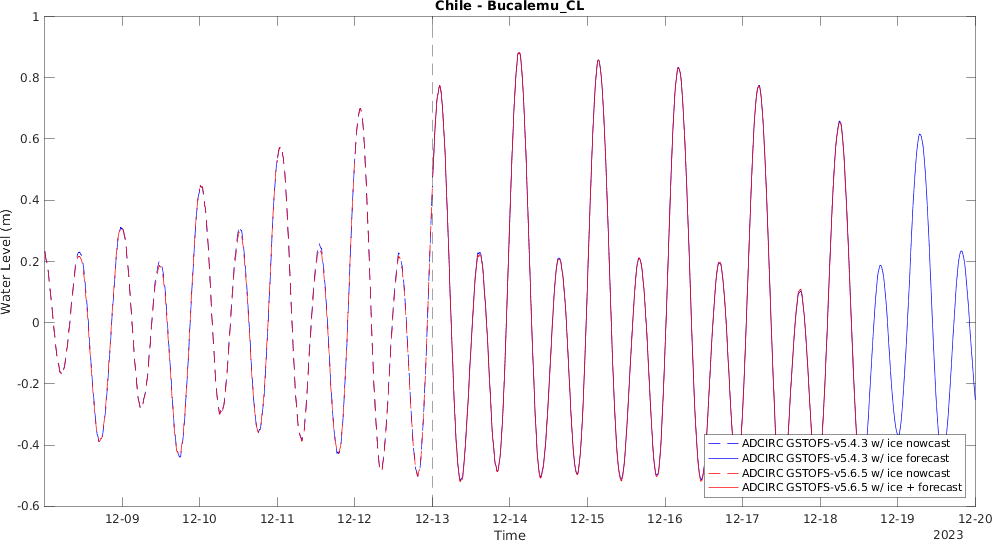 Chile - Bucalemu_CL
Water Level (m)
1
0.8
0.6
0.4
0.2
0
-0.2
-0.4
-0.6
ADCIRC GSTOFS-v5.4.3 w/ ice nowcast
ADCIRC GSTOFS-v5.4.3 w/ ice forecast
ADCIRC GSTOFS-v5.6.5 w/ ice nowcast
ADCIRC GSTOFS-v5.6.5 w/ ice + forecast
12-09 12-10 12-11 12-12 12-13 12-14 12-15 12-16 12-17 12-18 12-19 12-20
Time
2023